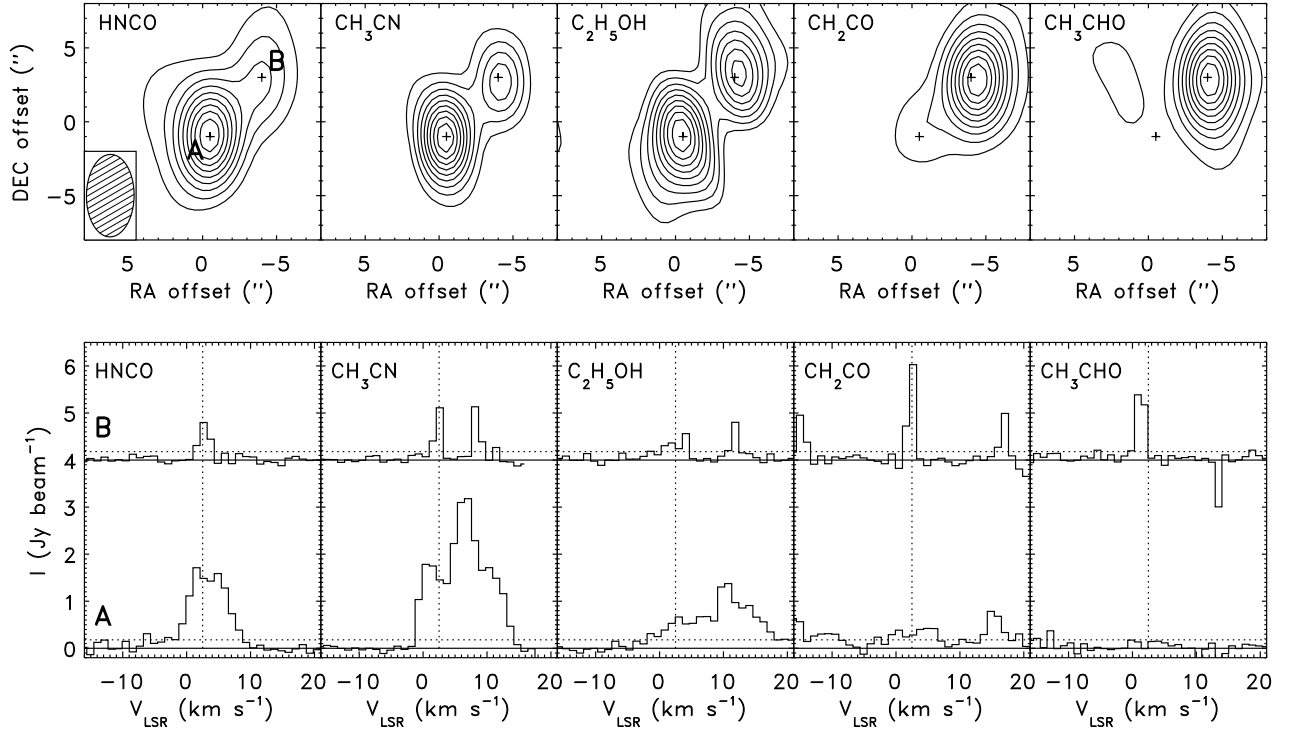 HNCO
CH3CN
C2H5OH
CH2CO
CH3CHO
B
A
5
0
−5
DEC offset (″)
5 0 −5
5 0 −5
5 0 −5
5 0 −5
5 0 −5
RA offset (″)
RA offset (″)
RA offset (″)
RA offset (″)
RA offset (″)
HNCO
CH3CN
C2H5OH
CH2CO
CH3CHO
B
A
6
5
4
3
2
1
0
I (Jy beam−1)
−10 0 10 20
−10 0 10 20
−10 0 10 20
−10 0 10 20
−10 0 10 20
VLSR (km s−1)
VLSR (km s−1)
VLSR (km s−1)
VLSR (km s−1)
VLSR (km s−1)